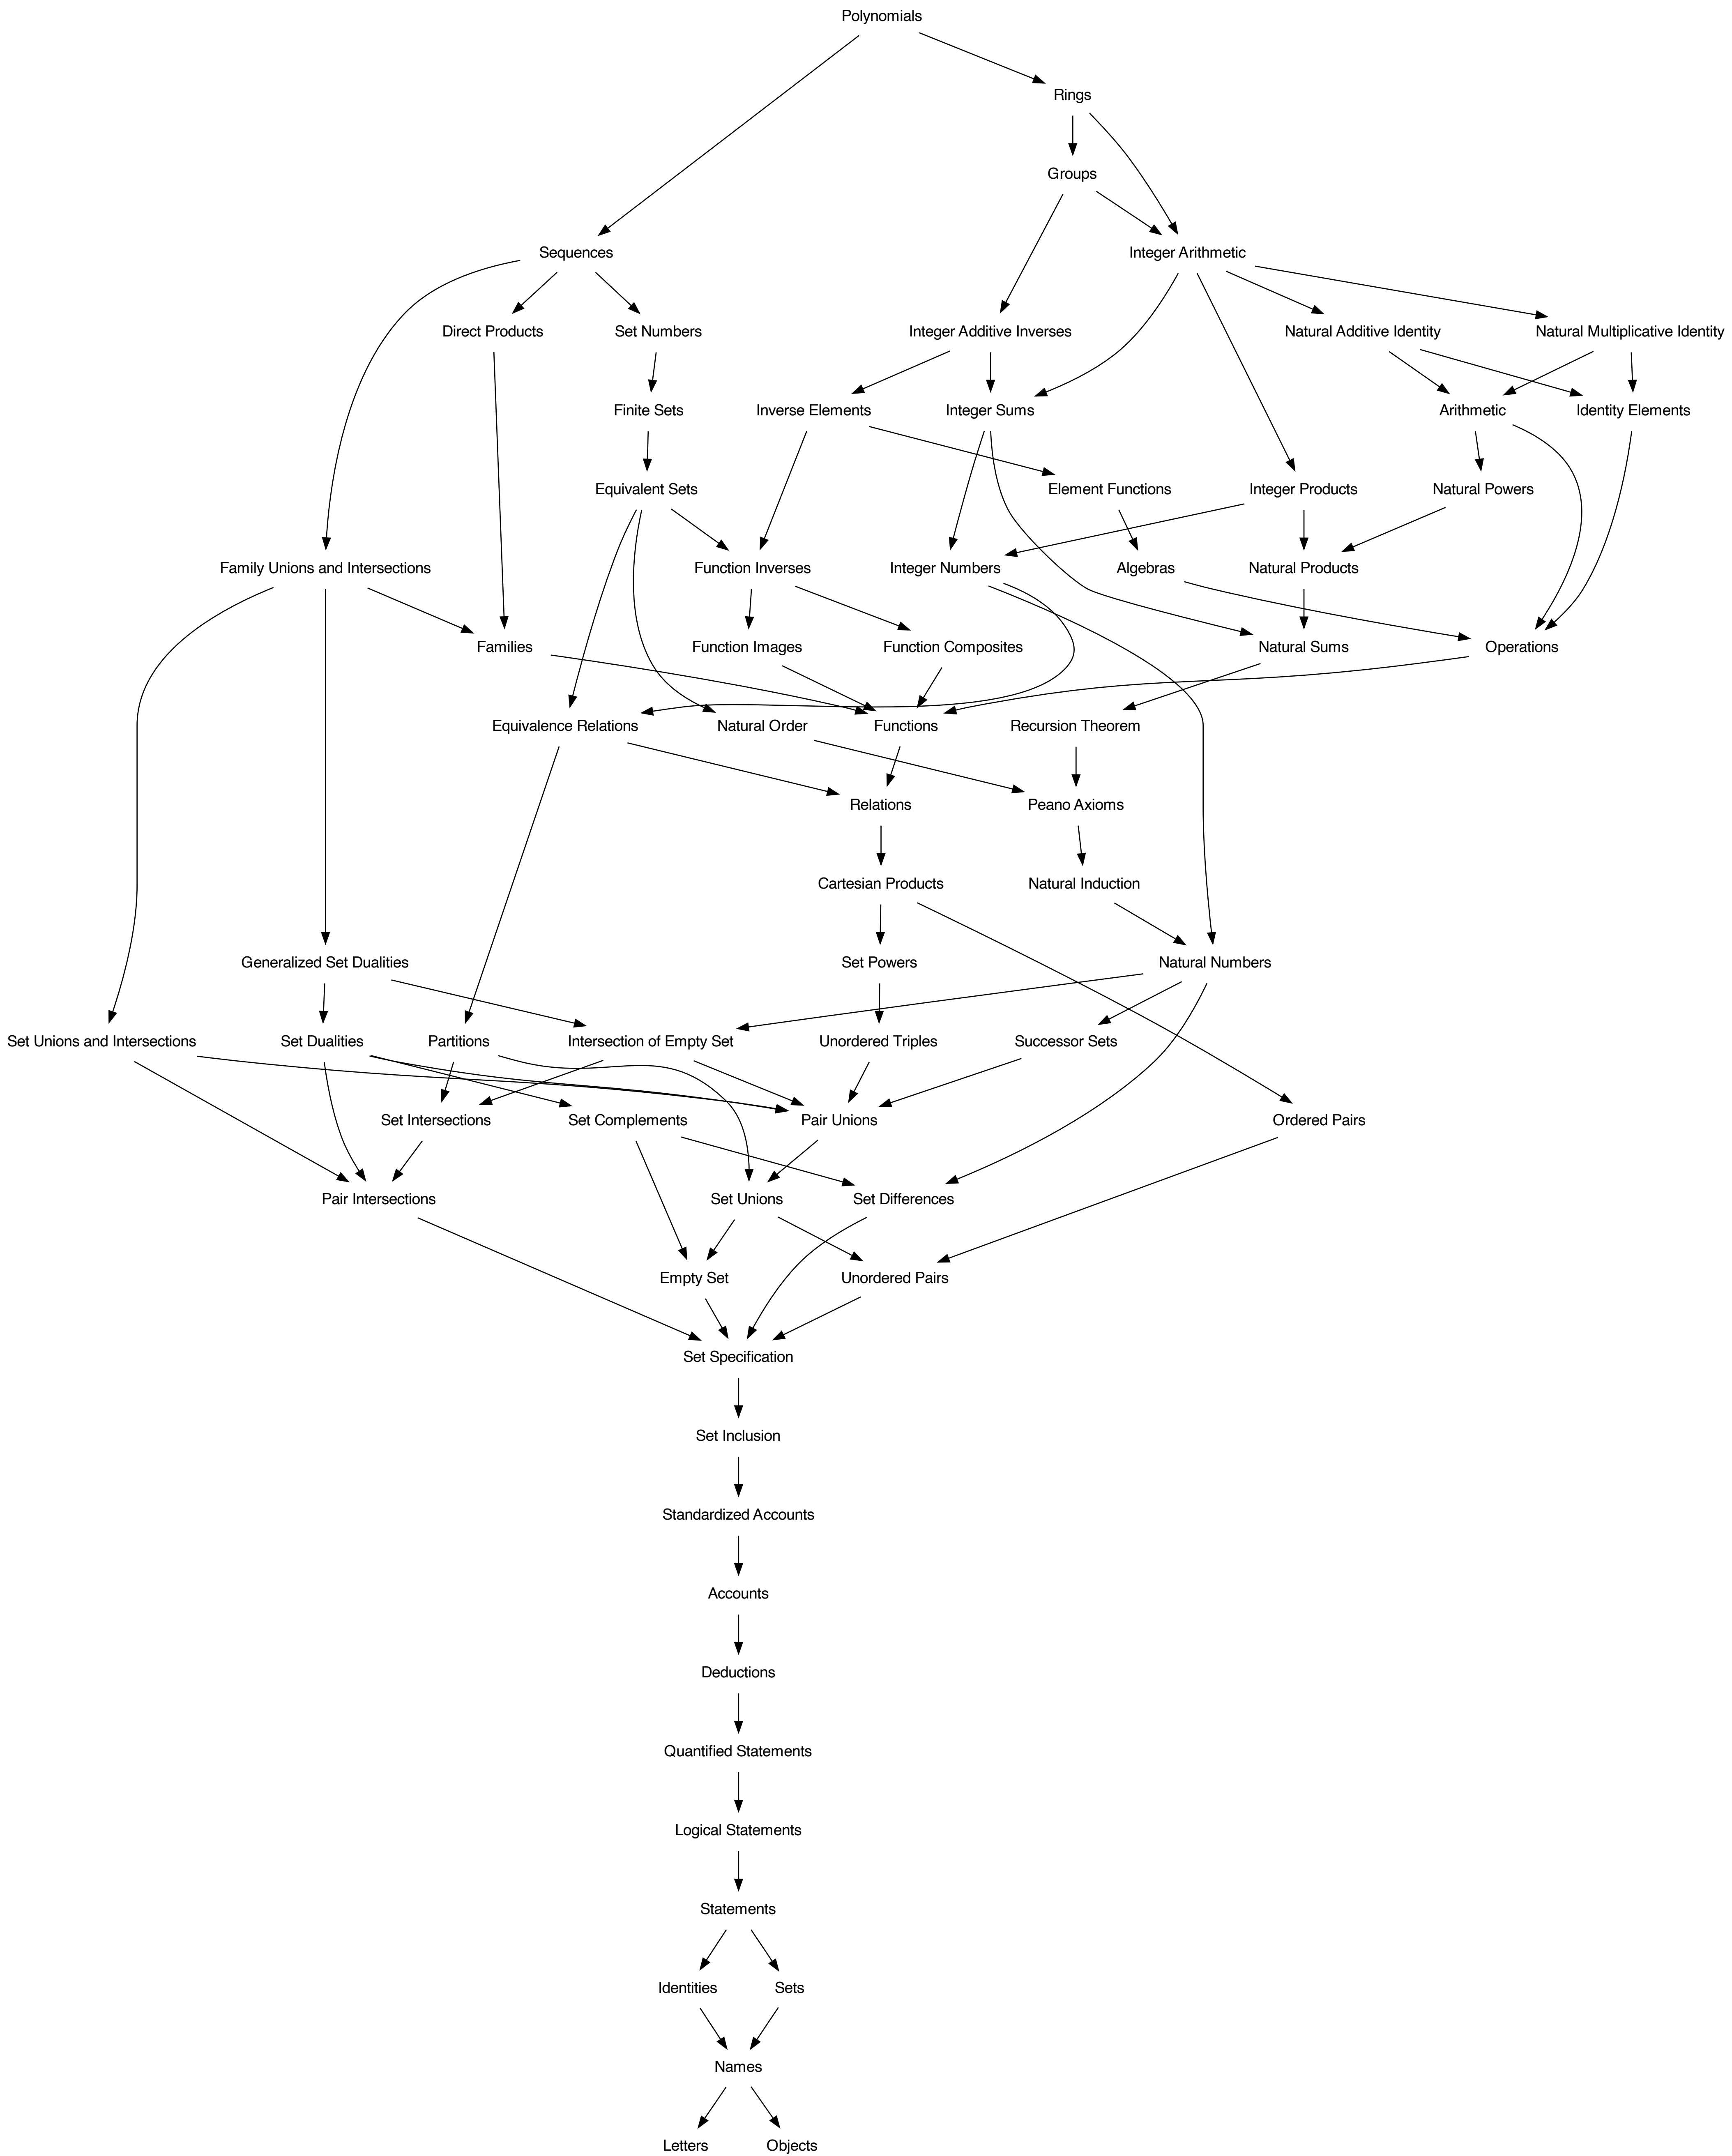 Polynomials
Rings
Groups
Sequences
Integer Arithmetic
Direct Products
Set Numbers
Integer Additive Inverses
Natural Additive Identity
Natural Multiplicative Identity
Finite Sets
Inverse Elements
Integer Sums
Arithmetic
Identity Elements
Equivalent Sets
Element Functions
Integer Products
Natural Powers
Family Unions and Intersections
Function Inverses
Integer Numbers
Algebras
Natural Products
Families
Function Images
Function Composites
Natural Sums
Operations
Equivalence Relations
Natural Order
Functions
Recursion Theorem
Relations
Peano Axioms
Cartesian Products
Natural Induction
Generalized Set Dualities
Set Powers
Natural Numbers
Set Unions and Intersections
Set Dualities
Partitions
Intersection of Empty Set
Unordered Triples
Successor Sets
Set Intersections
Set Complements
Pair Unions
Ordered Pairs
Pair Intersections
Set Unions
Set Differences
Empty Set
Unordered Pairs
Set Specification
Set Inclusion
Standardized Accounts
Accounts
Deductions
Quantified Statements
Logical Statements
Statements
Identities
Sets
Names
Letters
Objects